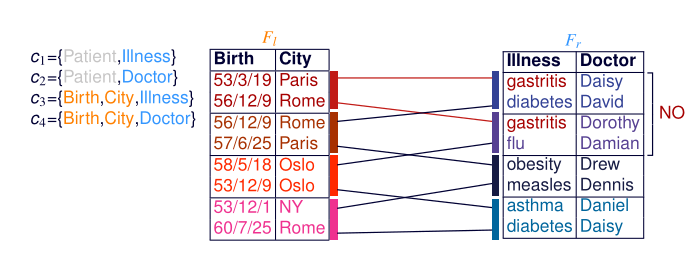 c1={Patient,Illness}
c2={Patient,Doctor}
c3={Birth,City,Illness}
c4={Birth,City,Doctor}
Fl
Birth City
53/3/19 Paris
56/12/9 Rome
56/12/9 Rome
57/6/25 Paris
58/5/18 Oslo
53/12/9 Oslo
53/12/1 NY
60/7/25 Rome
Fr
Illness Doctor
gastritis Daisy
diabetes David
gastritis Dorothy
flu Damian
obesity Drew
measles Dennis
asthma Daniel
diabetes Daisy
NO